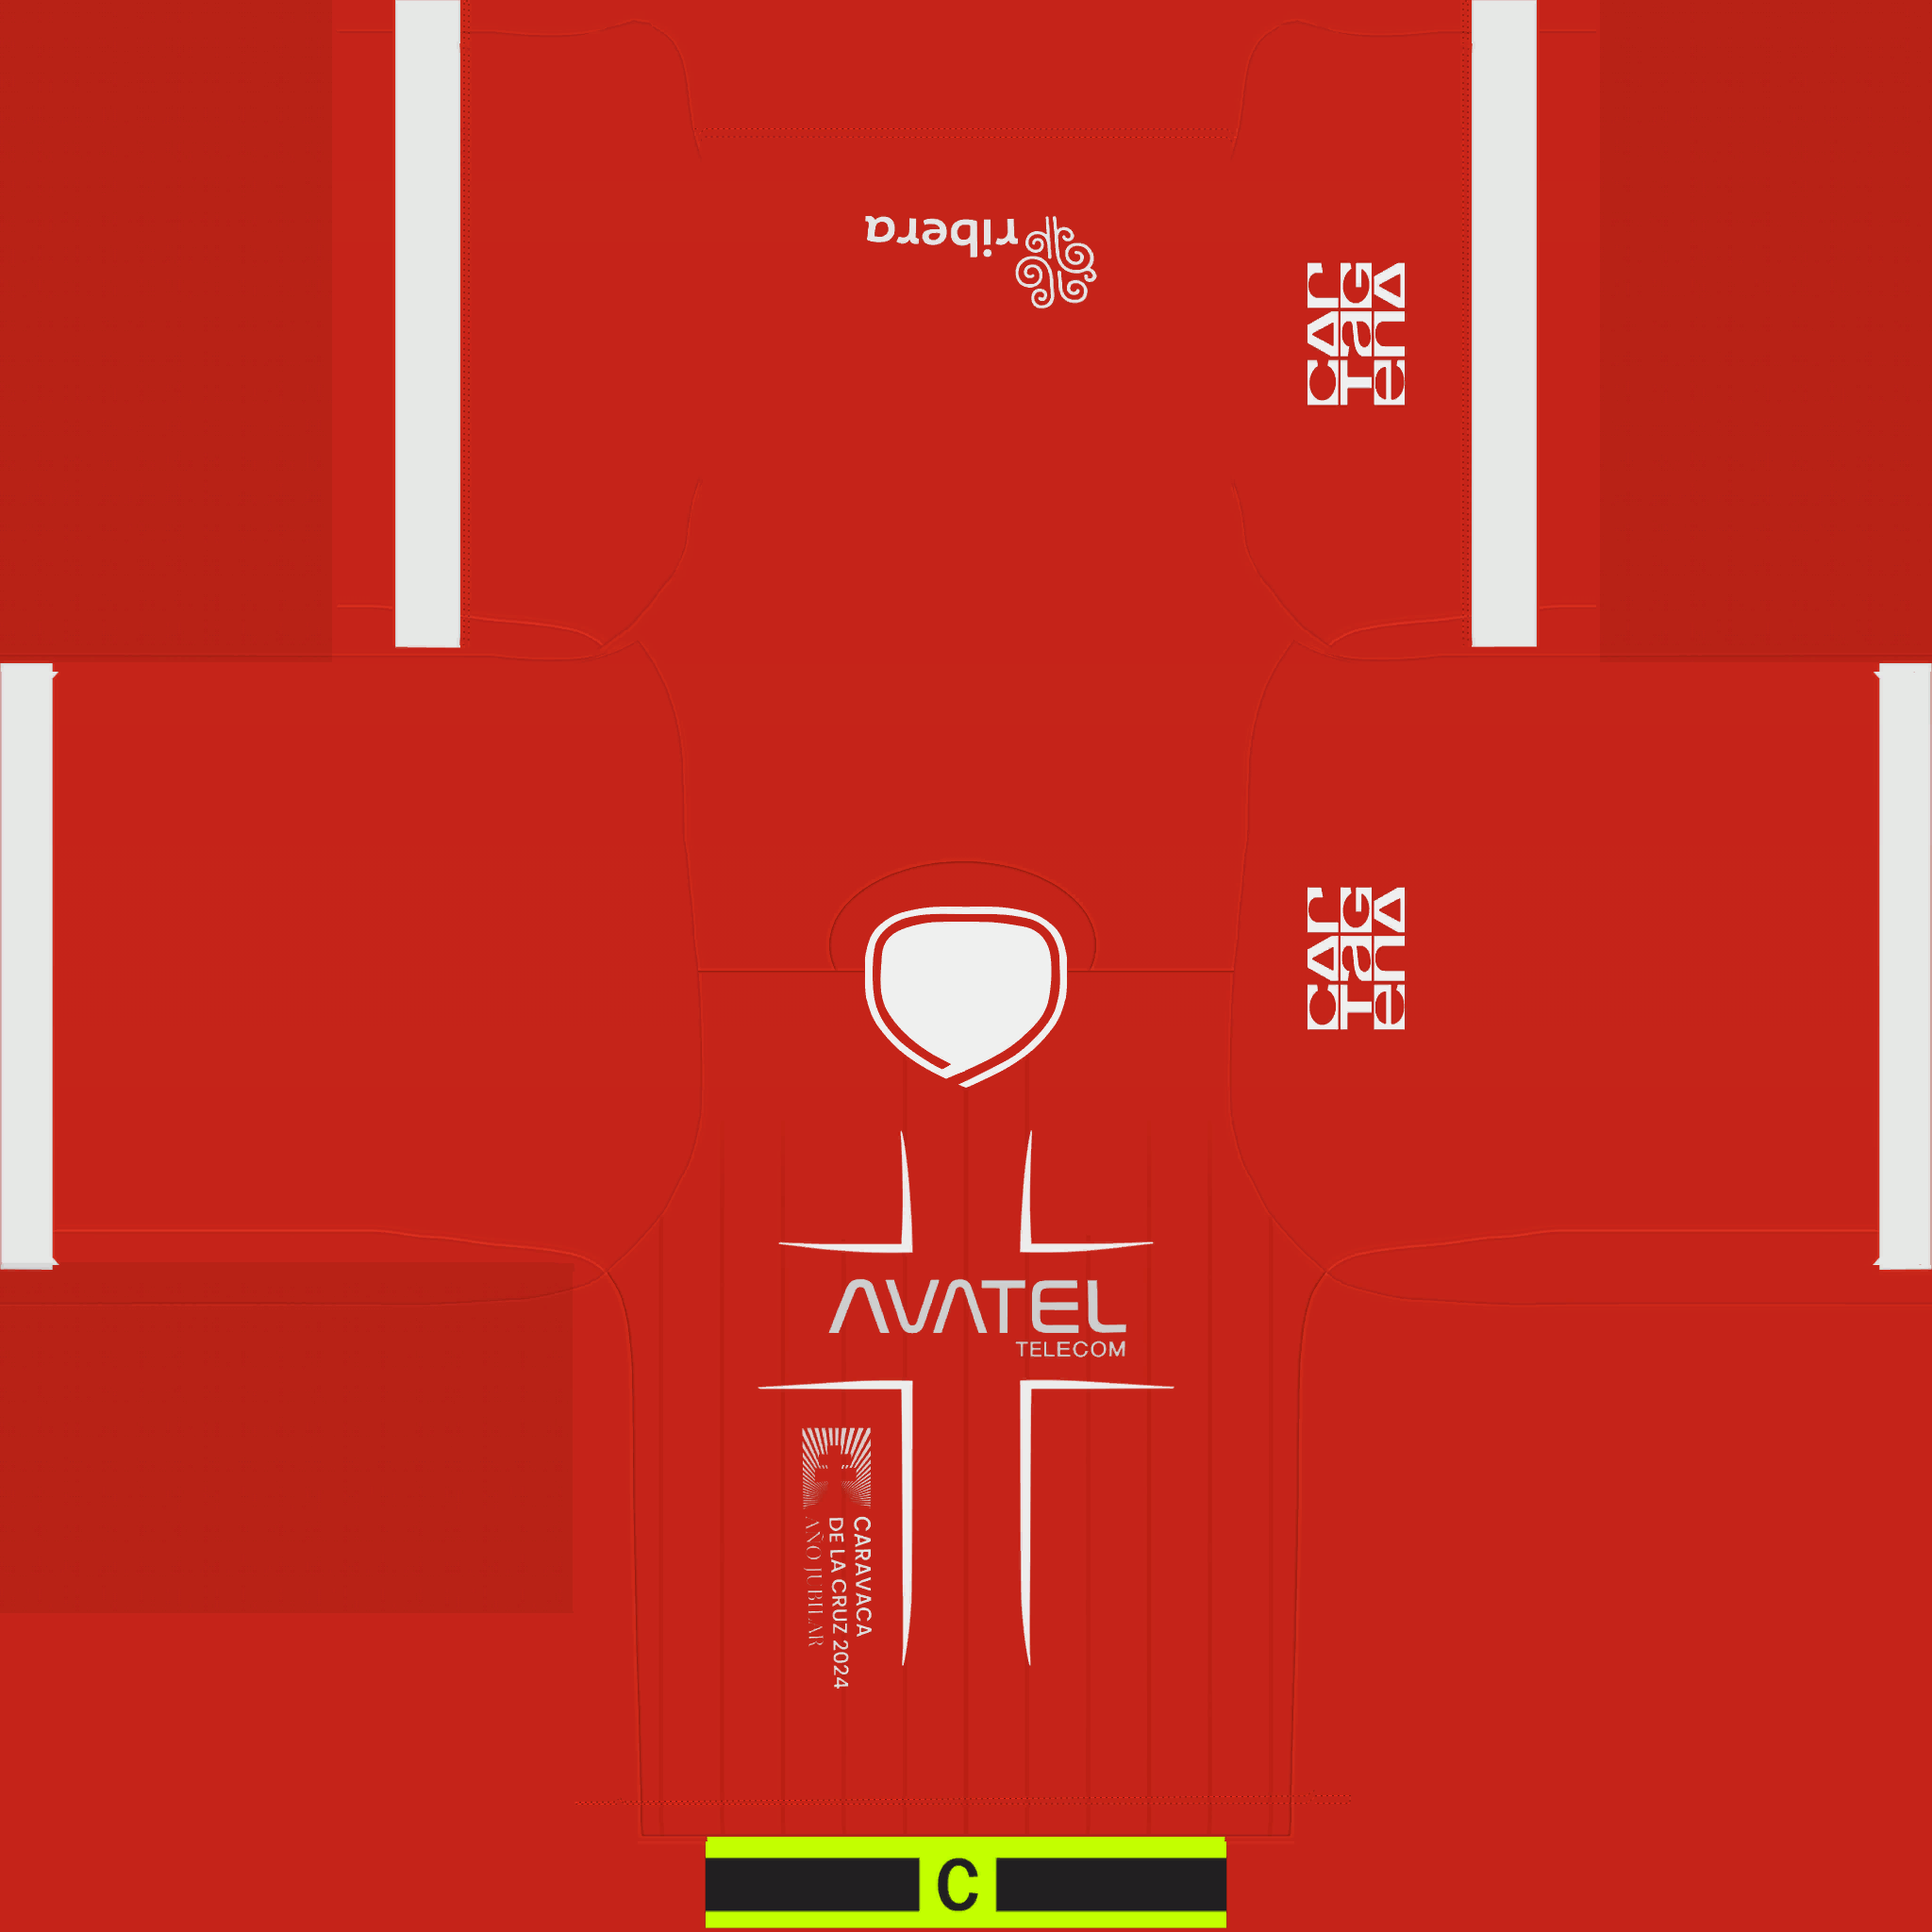 ribera
CAr
TaG
enA
CAr
TaG
enA
AVATEL
TELECOM
CARAVACA
DE LA CRUZ 2024
AÑO JUBILAR
C